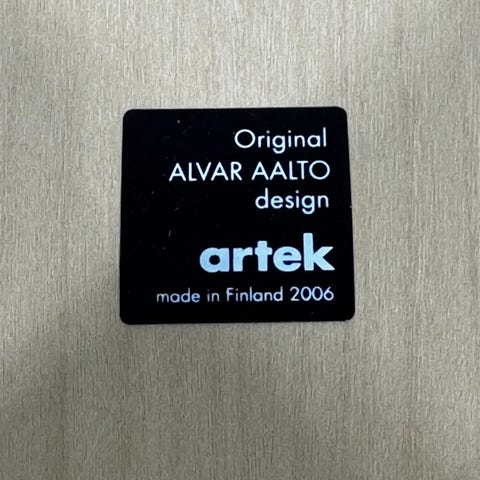 Original
ALVAR AALTO
design
artek
made in Finland 2006